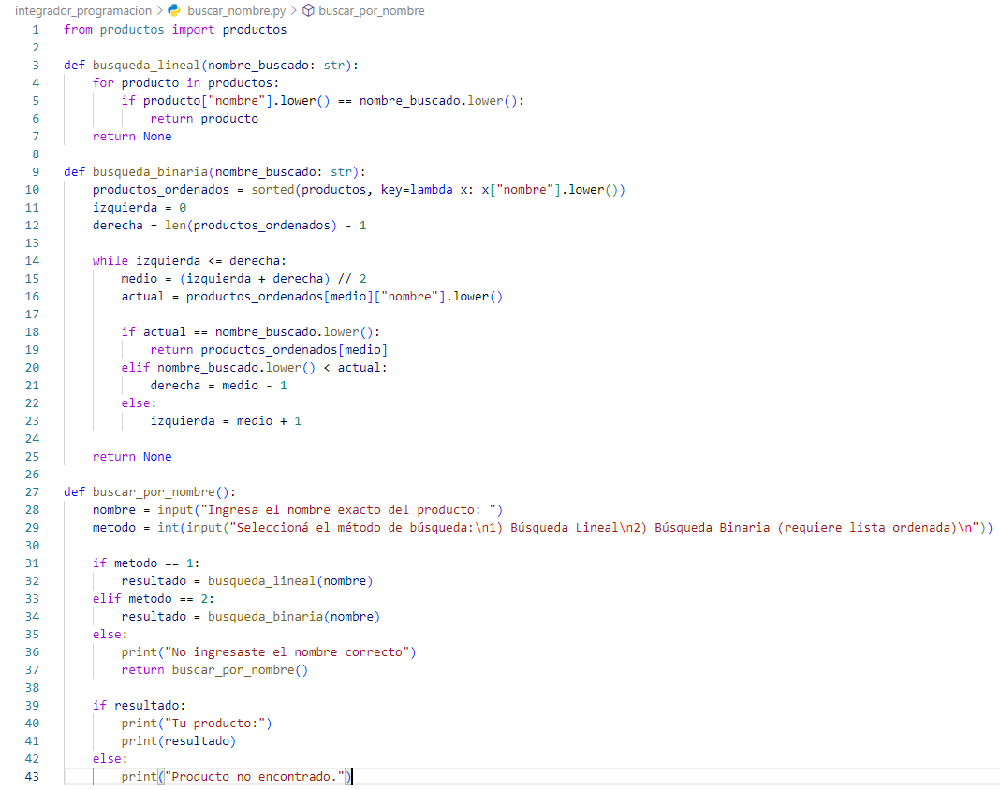 integrador_programacion > buscar_nombre.py > buscar_por_nombre
1 from productos import productos
2
3 def busqueda_lineal(nombre_buscado: str):
4     for producto in productos:
5         if producto["nombre"].lower() == nombre_buscado.lower():
6             return producto
7     return None
8
9 def busqueda_binaria(nombre_buscado: str):
10     productos_ordenados = sorted(productos, key=lambda x: x["nombre"].lower())
11     izquierda = 0
12     derecha = len(productos_ordenados) - 1
13
14     while izquierda <= derecha:
15         medio = (izquierda + derecha) // 2
16         actual = productos_ordenados[medio]["nombre"].lower()
17
18         if actual == nombre_buscado.lower():
19             return productos_ordenados[medio]
20         elif nombre_buscado.lower() < actual:
21             derecha = medio - 1
22         else:
23             izquierda = medio + 1
24
25     return None
26
27 def buscar_por_nombre():
28     nombre = input("Ingresa el nombre exacto del producto: ")
29     metodo = int(input("Seleccioná el método de búsqueda:\n1) Búsqueda Lineal\n2) Búsqueda Binaria (requiere lista ordenada)\n"))
30
31     if metodo == 1:
32         resultado = busqueda_lineal(nombre)
33     elif metodo == 2:
34         resultado = busqueda_binaria(nombre)
35     else:
36         print("No ingresaste el nombre correcto")
37         return buscar_por_nombre()
38
39     if resultado:
40         print("Tu producto:")
41         print(resultado)
42     else:
43         print("Producto no encontrado.")